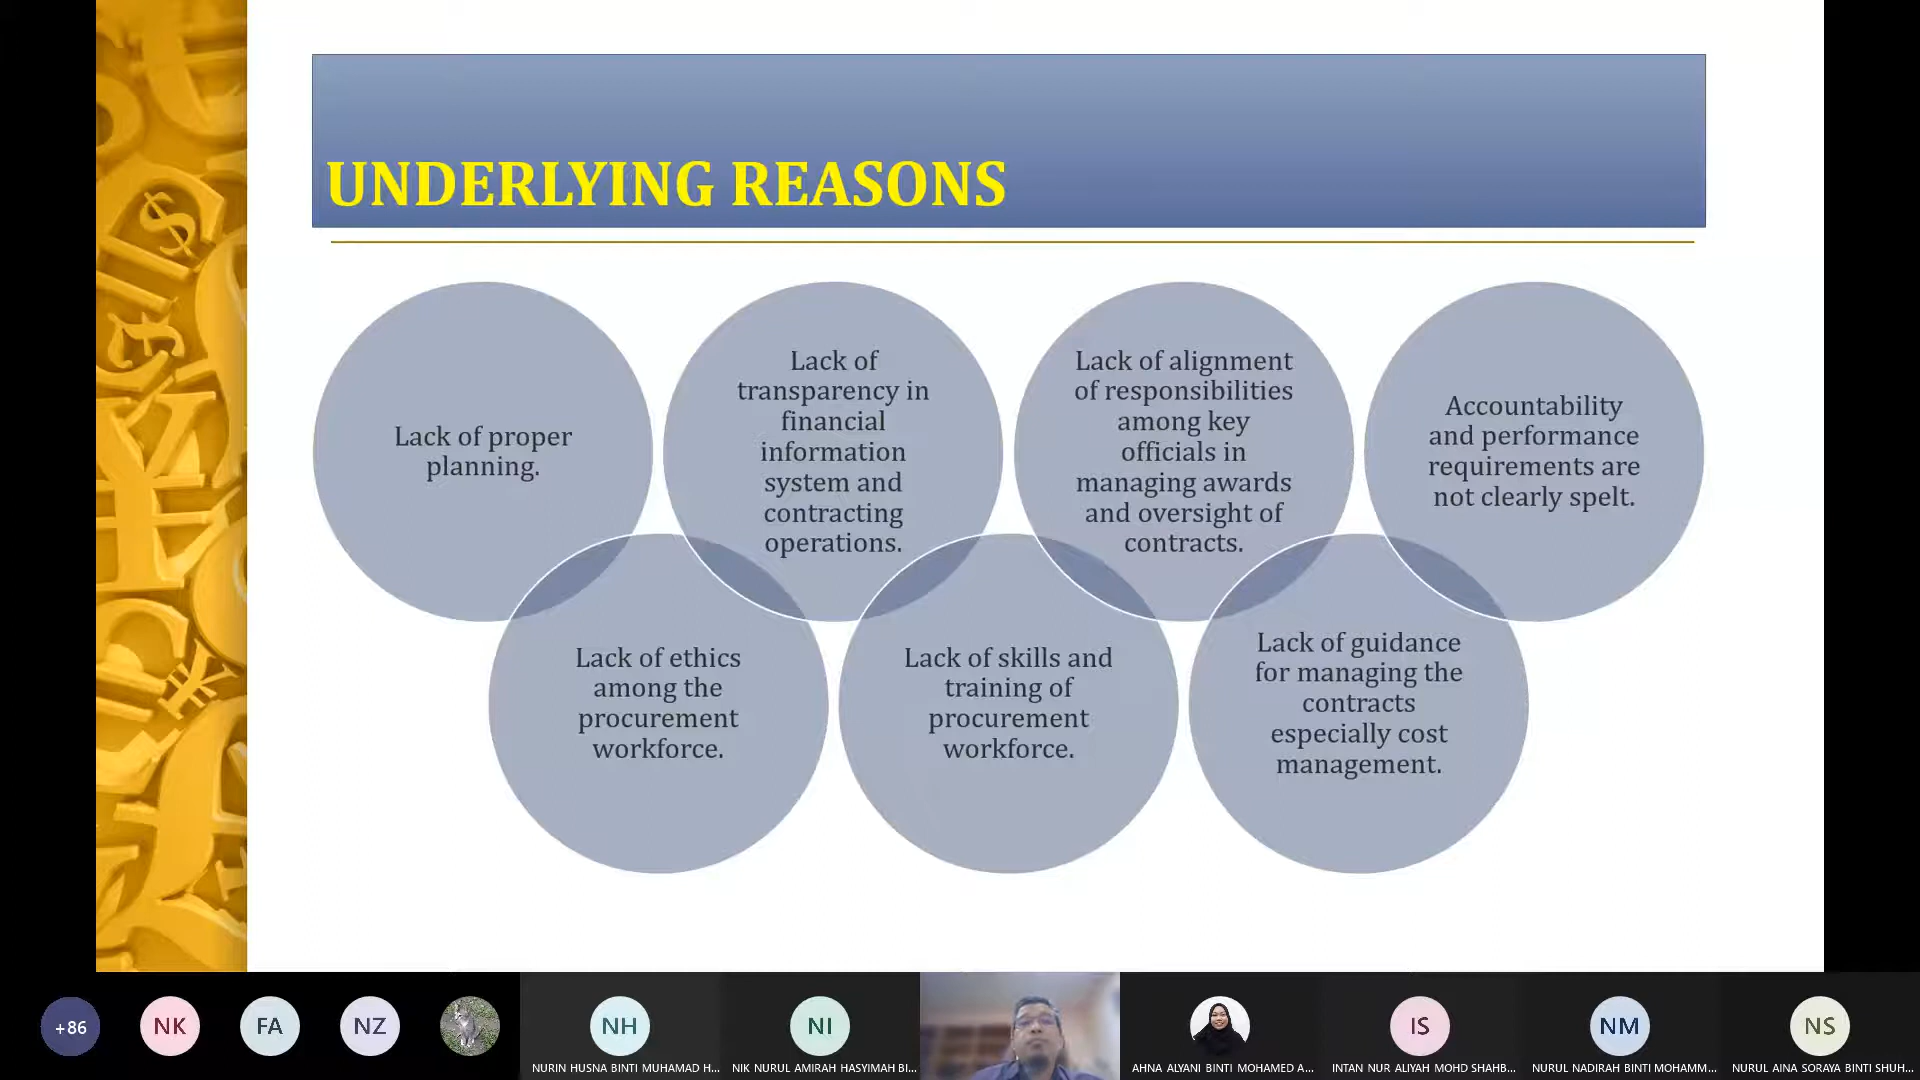 UNDERLYING REASONS
Lack of proper
planning.
Lack of
transparency in
financial
information
system and
contracting
operations.
Lack of alignment
of responsibilities
among key
officials in
managing awards
and oversight of
contracts.
Accountability
and performance
requirements are
not clearly spelt.
Lack of ethics
among the
procurement
workforce.
Lack of skills and
training of
procurement
workforce.
Lack of guidance
for managing the
contracts
especially cost
management.
+86
NK
FA
NZ
NH
NURIN HUSNA BINTI MUHAMAD H...
NI
NIK NURUL AMIRAH HASYIMAH BI...
AHNA ALYANI BINTI MOHAMED A...
IS
INTAN NUR ALIYAH MOHD SHAHB...
NM
NURUL NADIRAH BINTI MOHAMM...
NS
NURUL AINA SORAYA BINTI SHUH...